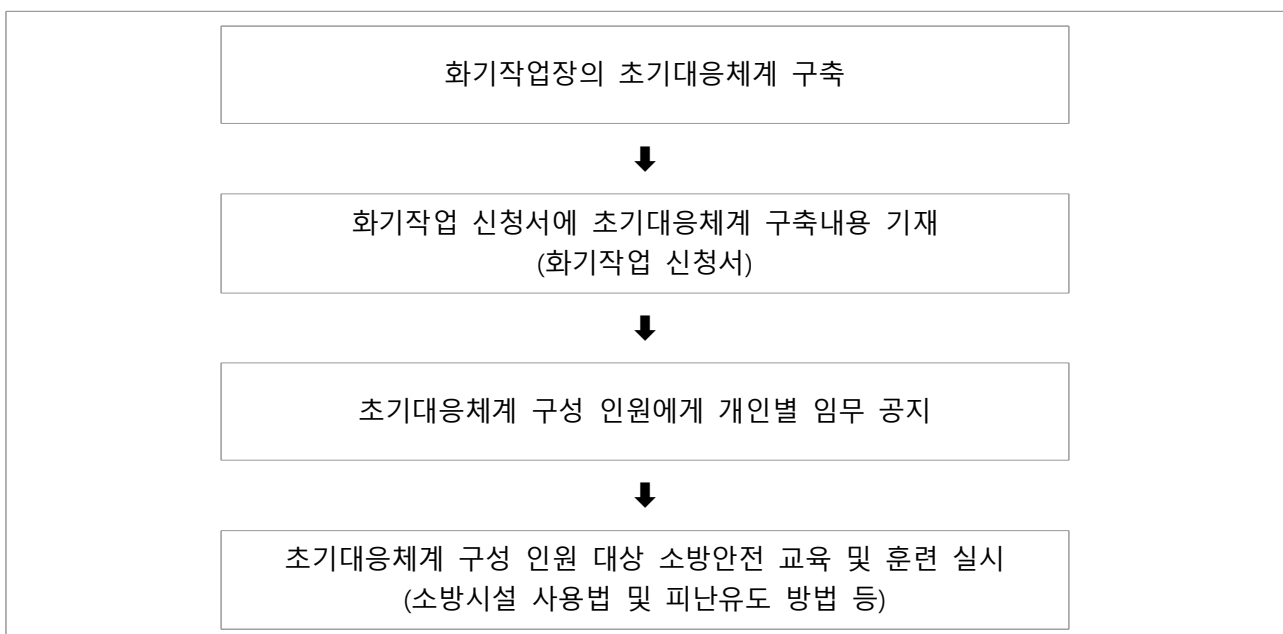 화기작업장의 초기대응체계 구축
화기작업 신청서에 초기대응체계 구축내용 기재
(화기작업 신청서)
초기대응체계 구성 인원에게 개인별 임무 공지
초기대응체계 구성 인원 대상 소방안전 교육 및 훈련 실시
(소방시설 사용법 및 피난유도 방법 등)